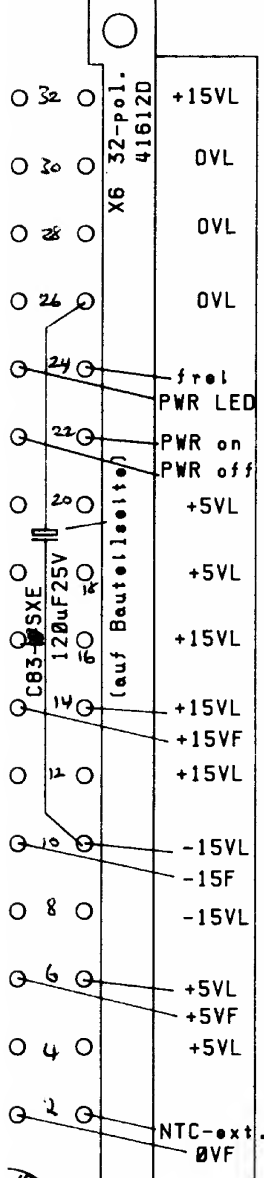 X6 32-pol.
41612D
32 +15VL
30 0VL
28 0VL
26 0VL
24 frei
PWR LED
22 PWR on
PWR off
20 +5VL
(auf Bauteilseite)
C83- SXE
120uF25V
18 +5VL
16 +15VL
14 +15VL
+15VF
12 +15VL
10 -15VL
-15F
8 -15VL
6 +5VL
+5VF
4 +5VL
2 NTC-ext.
0VF